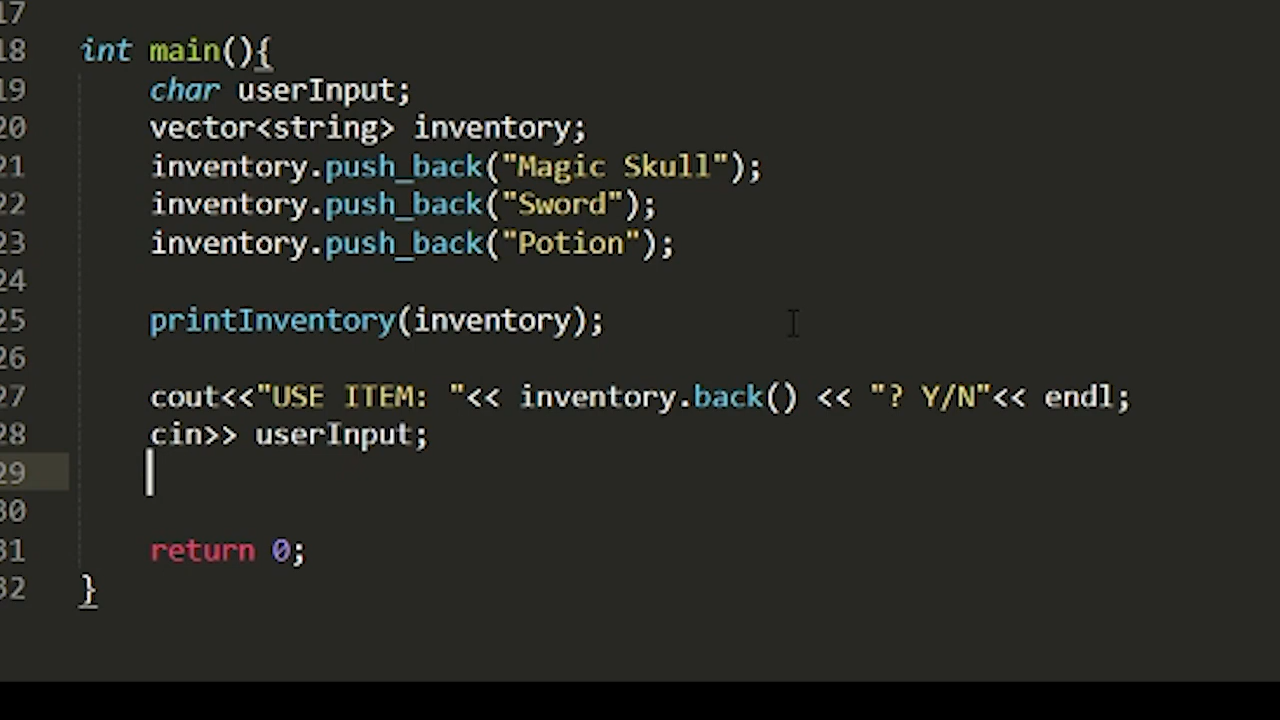 17
18 int main(){
19 char userInput;
20 vector<string> inventory;
21 inventory.push_back("Magic Skull");
22 inventory.push_back("Sword");
23 inventory.push_back("Potion");
24
25 printInventory(inventory);
26
27 cout<<"USE ITEM: "<< inventory.back() << "? Y/N"<< endl;
28 cin>> userInput;
29
30
31 return 0;
32 }